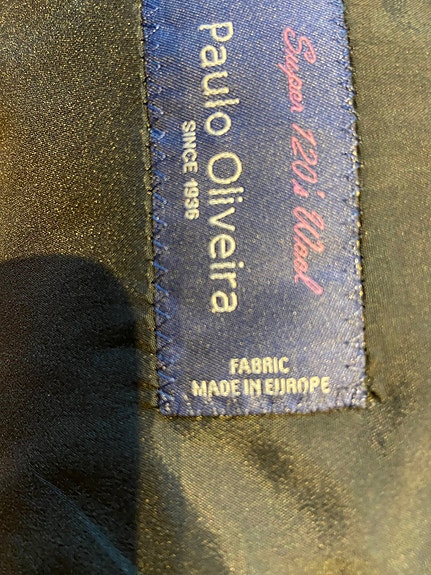 Super 120's Wool
Paulo Oliveira
SINCE 1936
FABRIC
MADE IN EUROPE